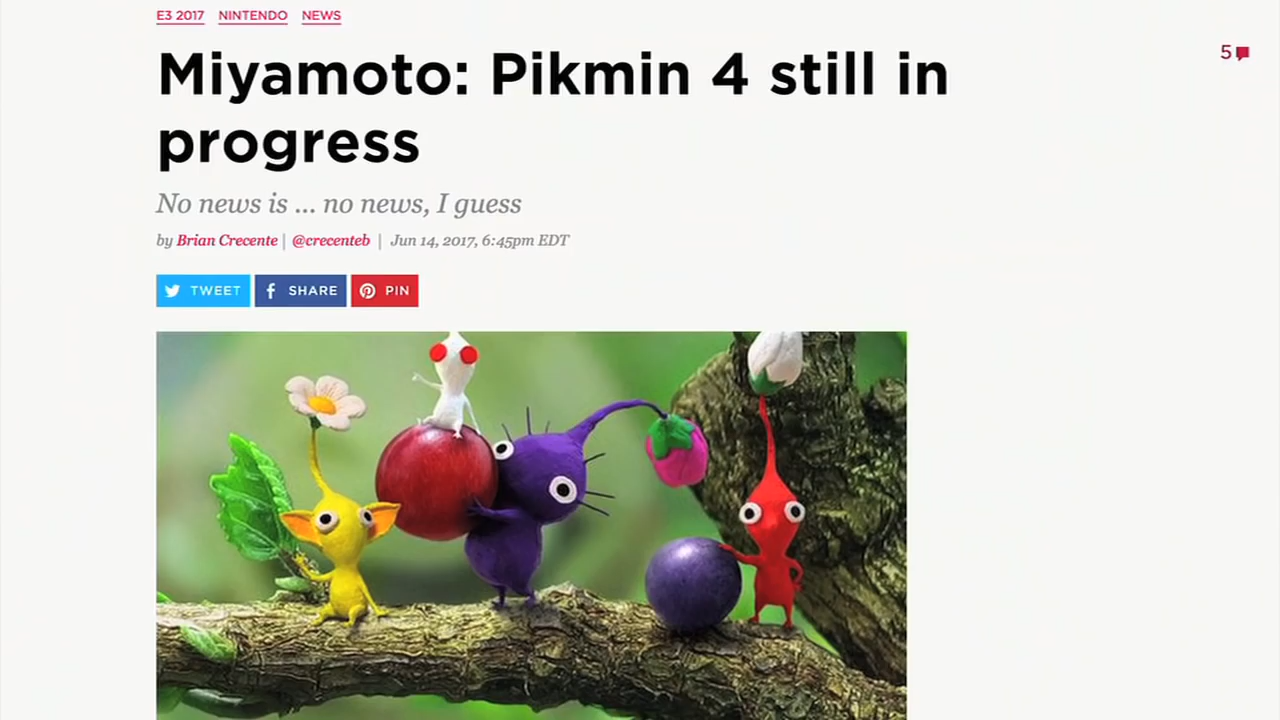 E3 2017 NINTENDO NEWS
5
Miyamoto: Pikmin 4 still in
progress
No news is ... no news, I guess
by Brian Crecente | @crecenteb | Jun 14, 2017, 6:45pm EDT
TWEET SHARE PIN